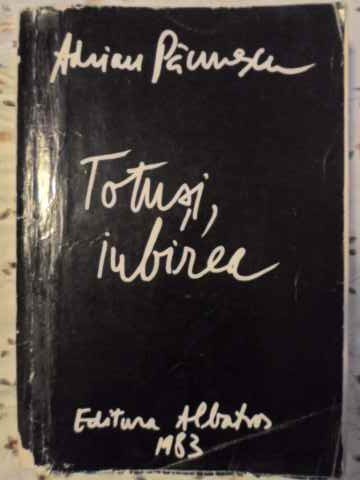 Adrian Păunescu
Totuși,
iubirea
Editura Albatros
1983